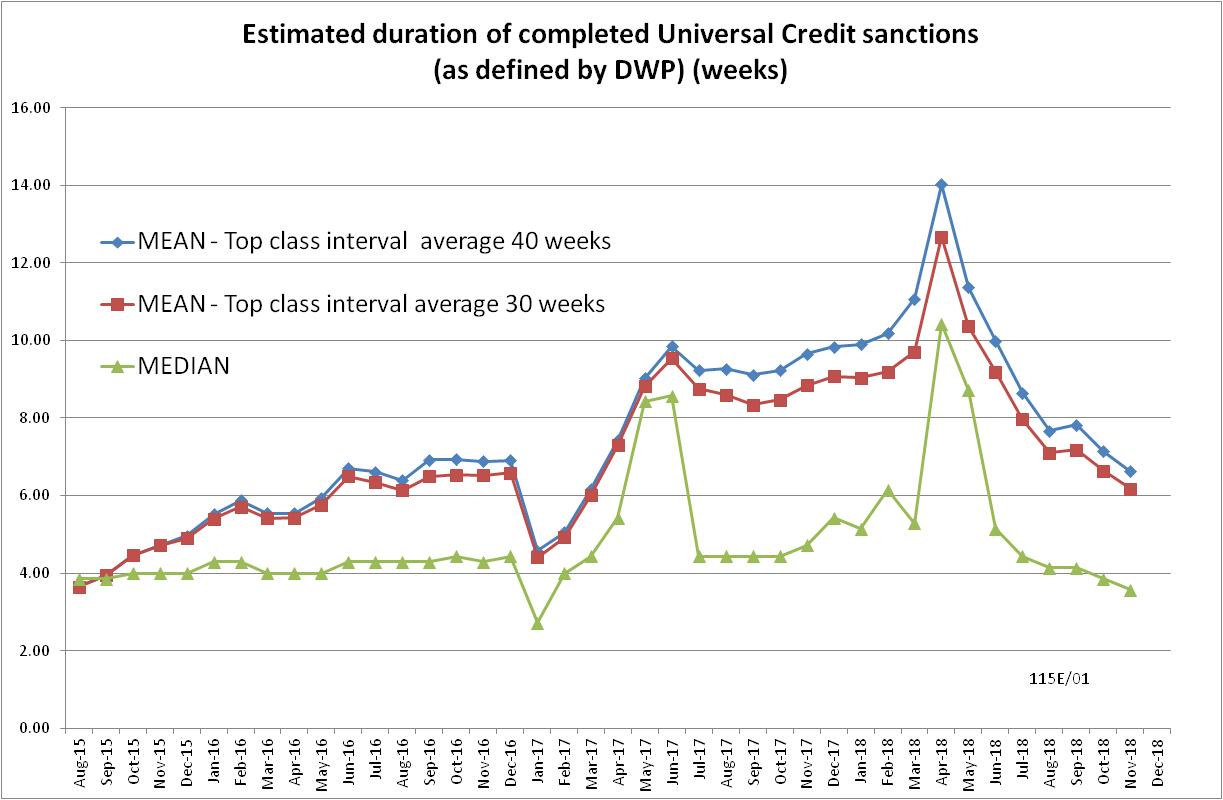 Estimated duration of completed Universal Credit sanctions
(as defined by DWP) (weeks)
16.00
14.00
12.00
10.00
8.00
6.00
4.00
2.00
0.00
MEAN - Top class interval  average 40 weeks
MEAN - Top class interval average 30 weeks
MEDIAN
115E/01
Aug-15
Sep-15
Oct-15
Nov-15
Dec-15
Jan-16
Feb-16
Mar-16
Apr-16
May-16
Jun-16
Jul-16
Aug-16
Sep-16
Oct-16
Nov-16
Dec-16
Jan-17
Feb-17
Mar-17
Apr-17
May-17
Jun-17
Jul-17
Aug-17
Sep-17
Oct-17
Nov-17
Dec-17
Jan-18
Feb-18
Mar-18
Apr-18
May-18
Jun-18
Jul-18
Aug-18
Sep-18
Oct-18
Nov-18
Dec-18